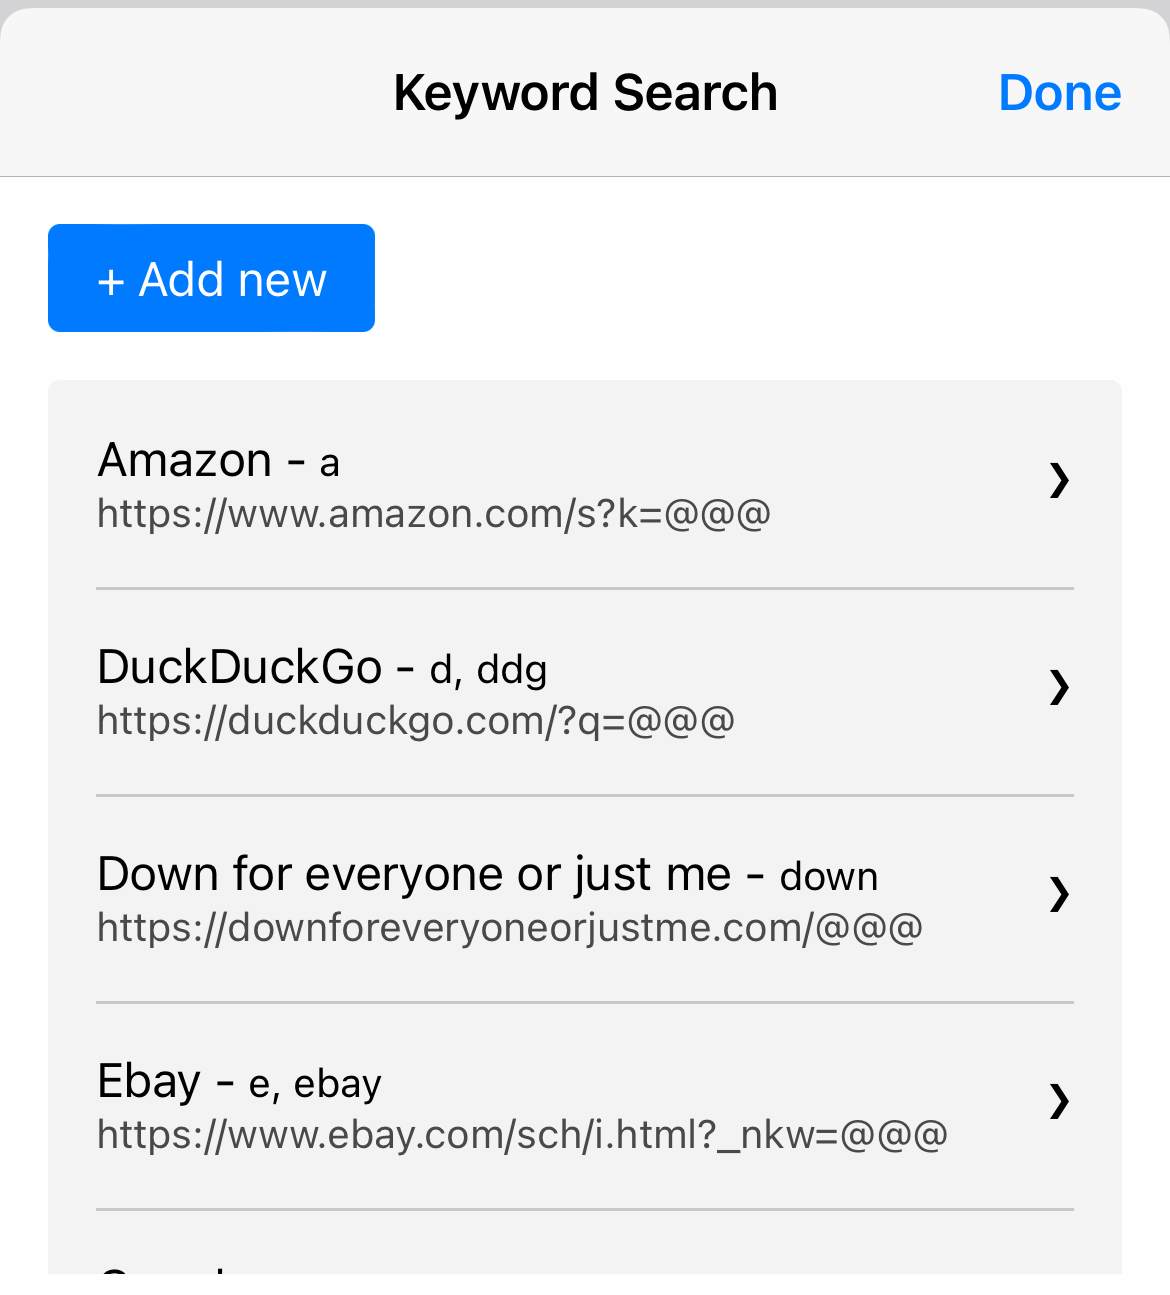 Keyword Search
Done
+ Add new
Amazon - a
https://www.amazon.com/s?k=@@@
DuckDuckGo - d, ddg
https://duckduckgo.com/?q=@@@
Down for everyone or just me - down
https://downforeveryoneorjustme.com/@@@
Ebay - e, ebay
https://www.ebay.com/sch/i.html?_nkw=@@@